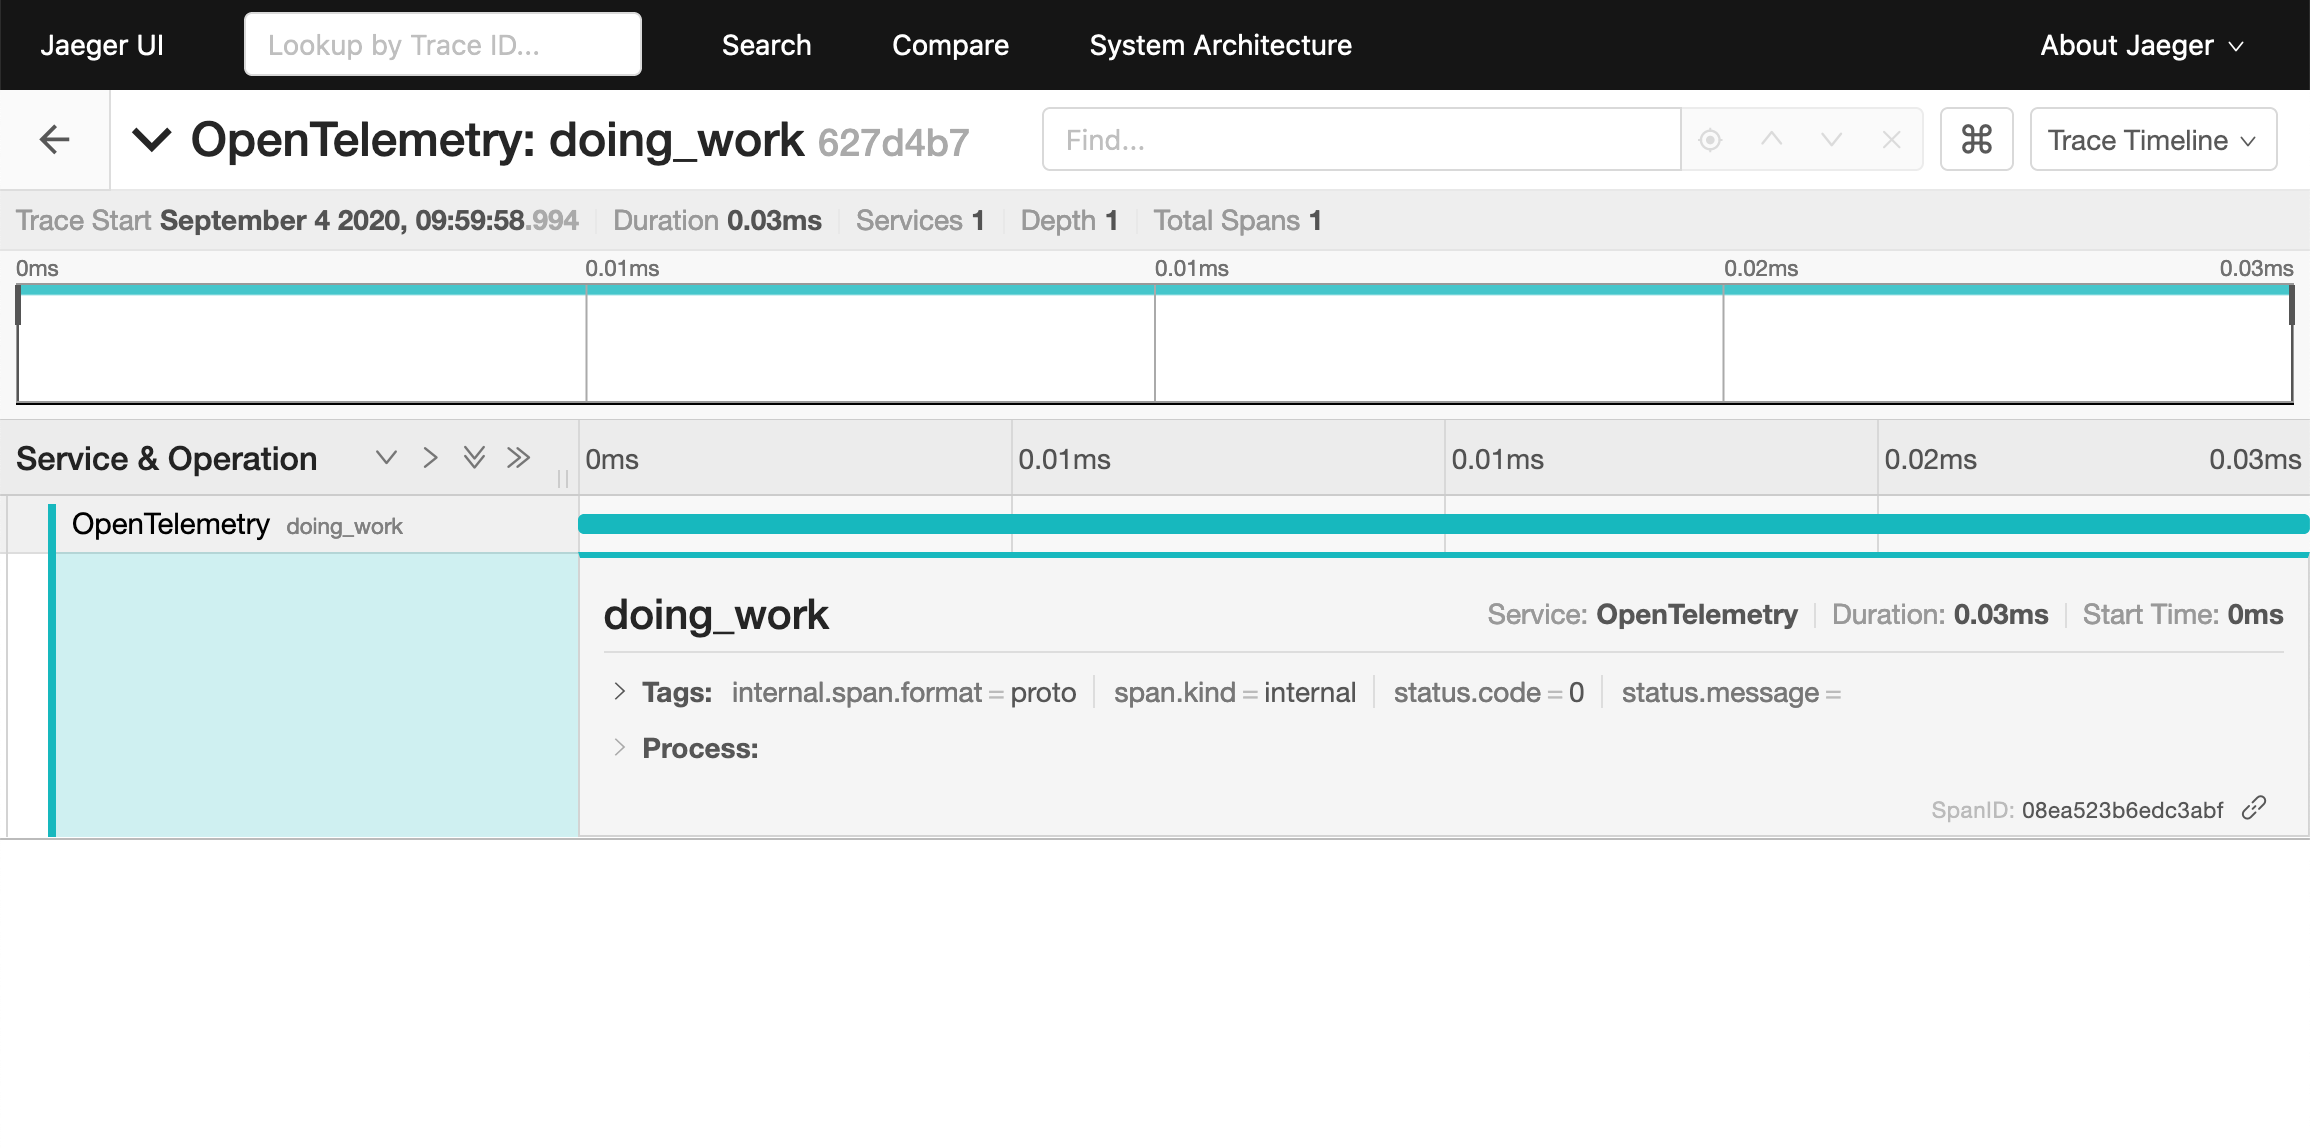 Jaeger UI Lookup by Trace ID... Search Compare System Architecture About Jaeger
OpenTelemetry: doing_work 627d4b7 Find... ⌘ Trace Timeline
Trace Start September 4 2020, 09:59:58.994 Duration 0.03ms Services 1 Depth 1 Total Spans 1
0ms 0.01ms 0.01ms 0.02ms 0.03ms
Service & Operation 0ms 0.01ms 0.01ms 0.02ms 0.03ms
OpenTelemetry doing_work
doing_work Service: OpenTelemetry Duration: 0.03ms Start Time: 0ms
Tags: internal.span.format = proto span.kind = internal status.code = 0 status.message =
Process:
SpanID: 08ea523b6edc3abf